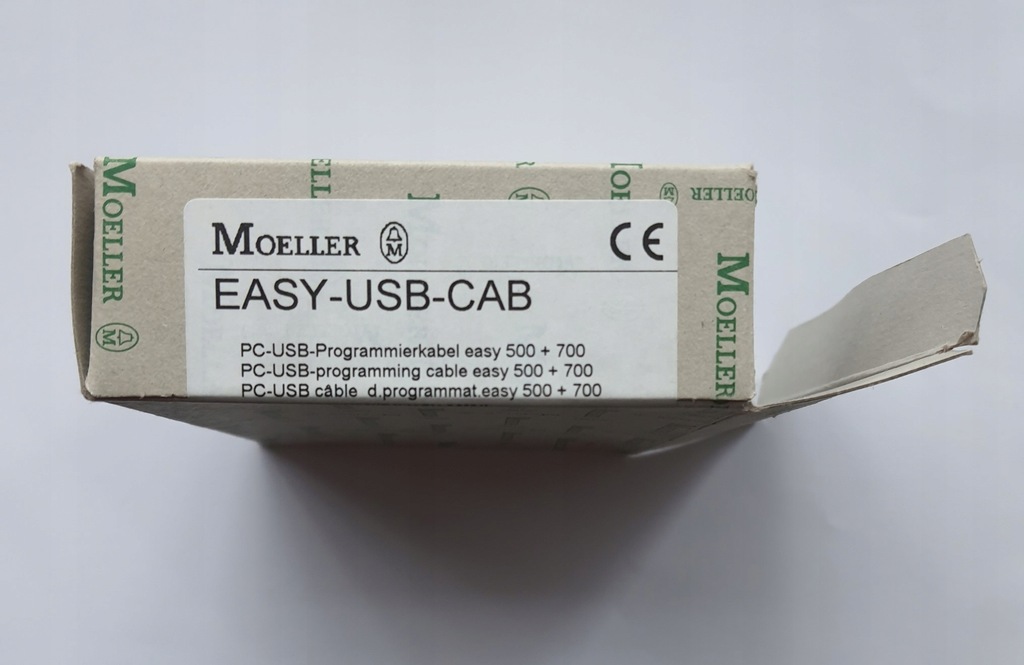 MOELLER
MOELLER
MOELLER M CE
EASY-USB-CAB
PC-USB-Programmierkabel easy 500 + 700
PC-USB-programming cable easy 500 + 700
PC-USB câble d.programmat.easy 500 + 700
MOELLER